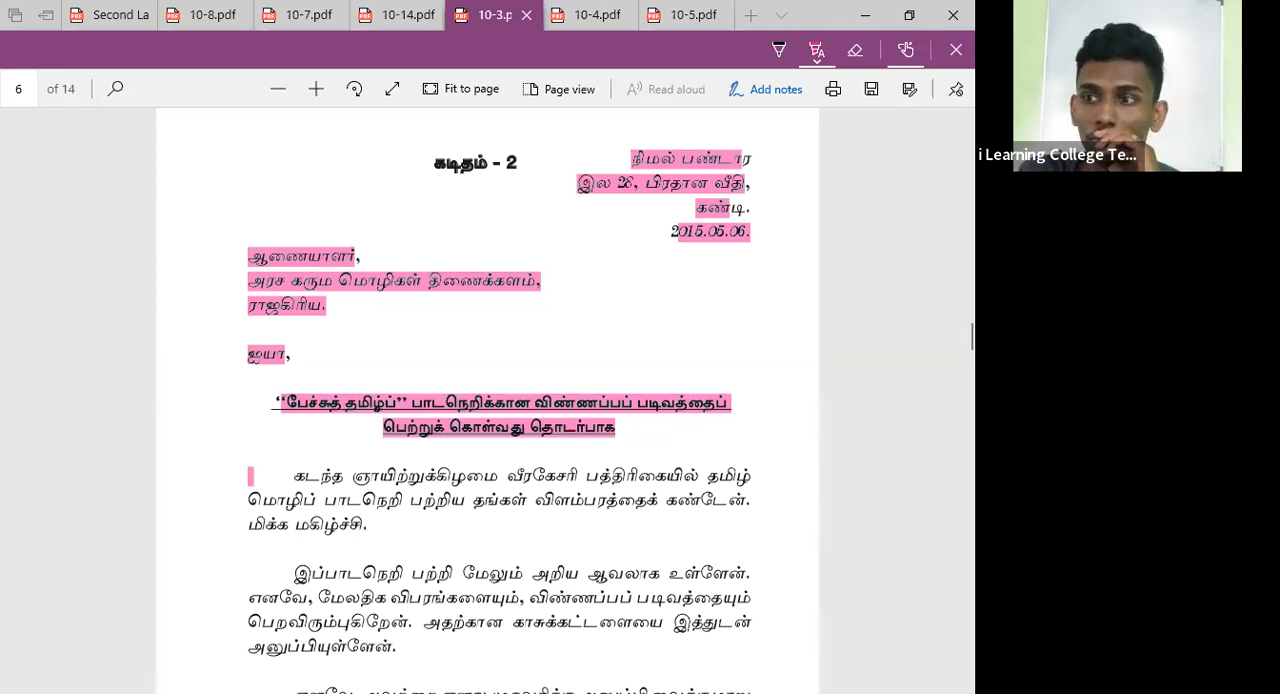 Second La
10-8.pdf
10-7.pdf
10-14.pdf
10-3.p
10-4.pdf
10-5.pdf
6 of 14
Fit to page
Page view
Read aloud
Add notes
i Learning College Te...
கடிதம் - 2
நிமல் பண்டார
இல 28, பிரதான வீதி,
கண்டி.
2015.05.06.
ஆணையாளர்,
அரச கரும மொழிகள் திணைக்களம்,
ராஜகிரிய.
ஐயா,
‘‘பேச்சுத் தமிழ்ப்’’ பாடநெறிக்கான விண்ணப்பப் படிவத்தைப்
பெற்றுக் கொள்வது தொடர்பாக
கடந்த ஞாயிற்றுக்கிழமை வீரகேசரி பத்திரிகையில் தமிழ்
மொழிப் பாடநெறி பற்றிய தங்கள் விளம்பரத்தைக் கண்டேன்.
மிக்க மகிழ்ச்சி.
இப்பாடநெறி பற்றி மேலும் அறிய ஆவலாக உள்ளேன்.
எனவே, மேலதிக விபரங்களையும், விண்ணப்பப் படிவத்தையும்
பெறவிரும்புகிறேன். அதற்கான காசுக்கட்டளையை இத்துடன்
அனுப்பியுள்ளேன்.